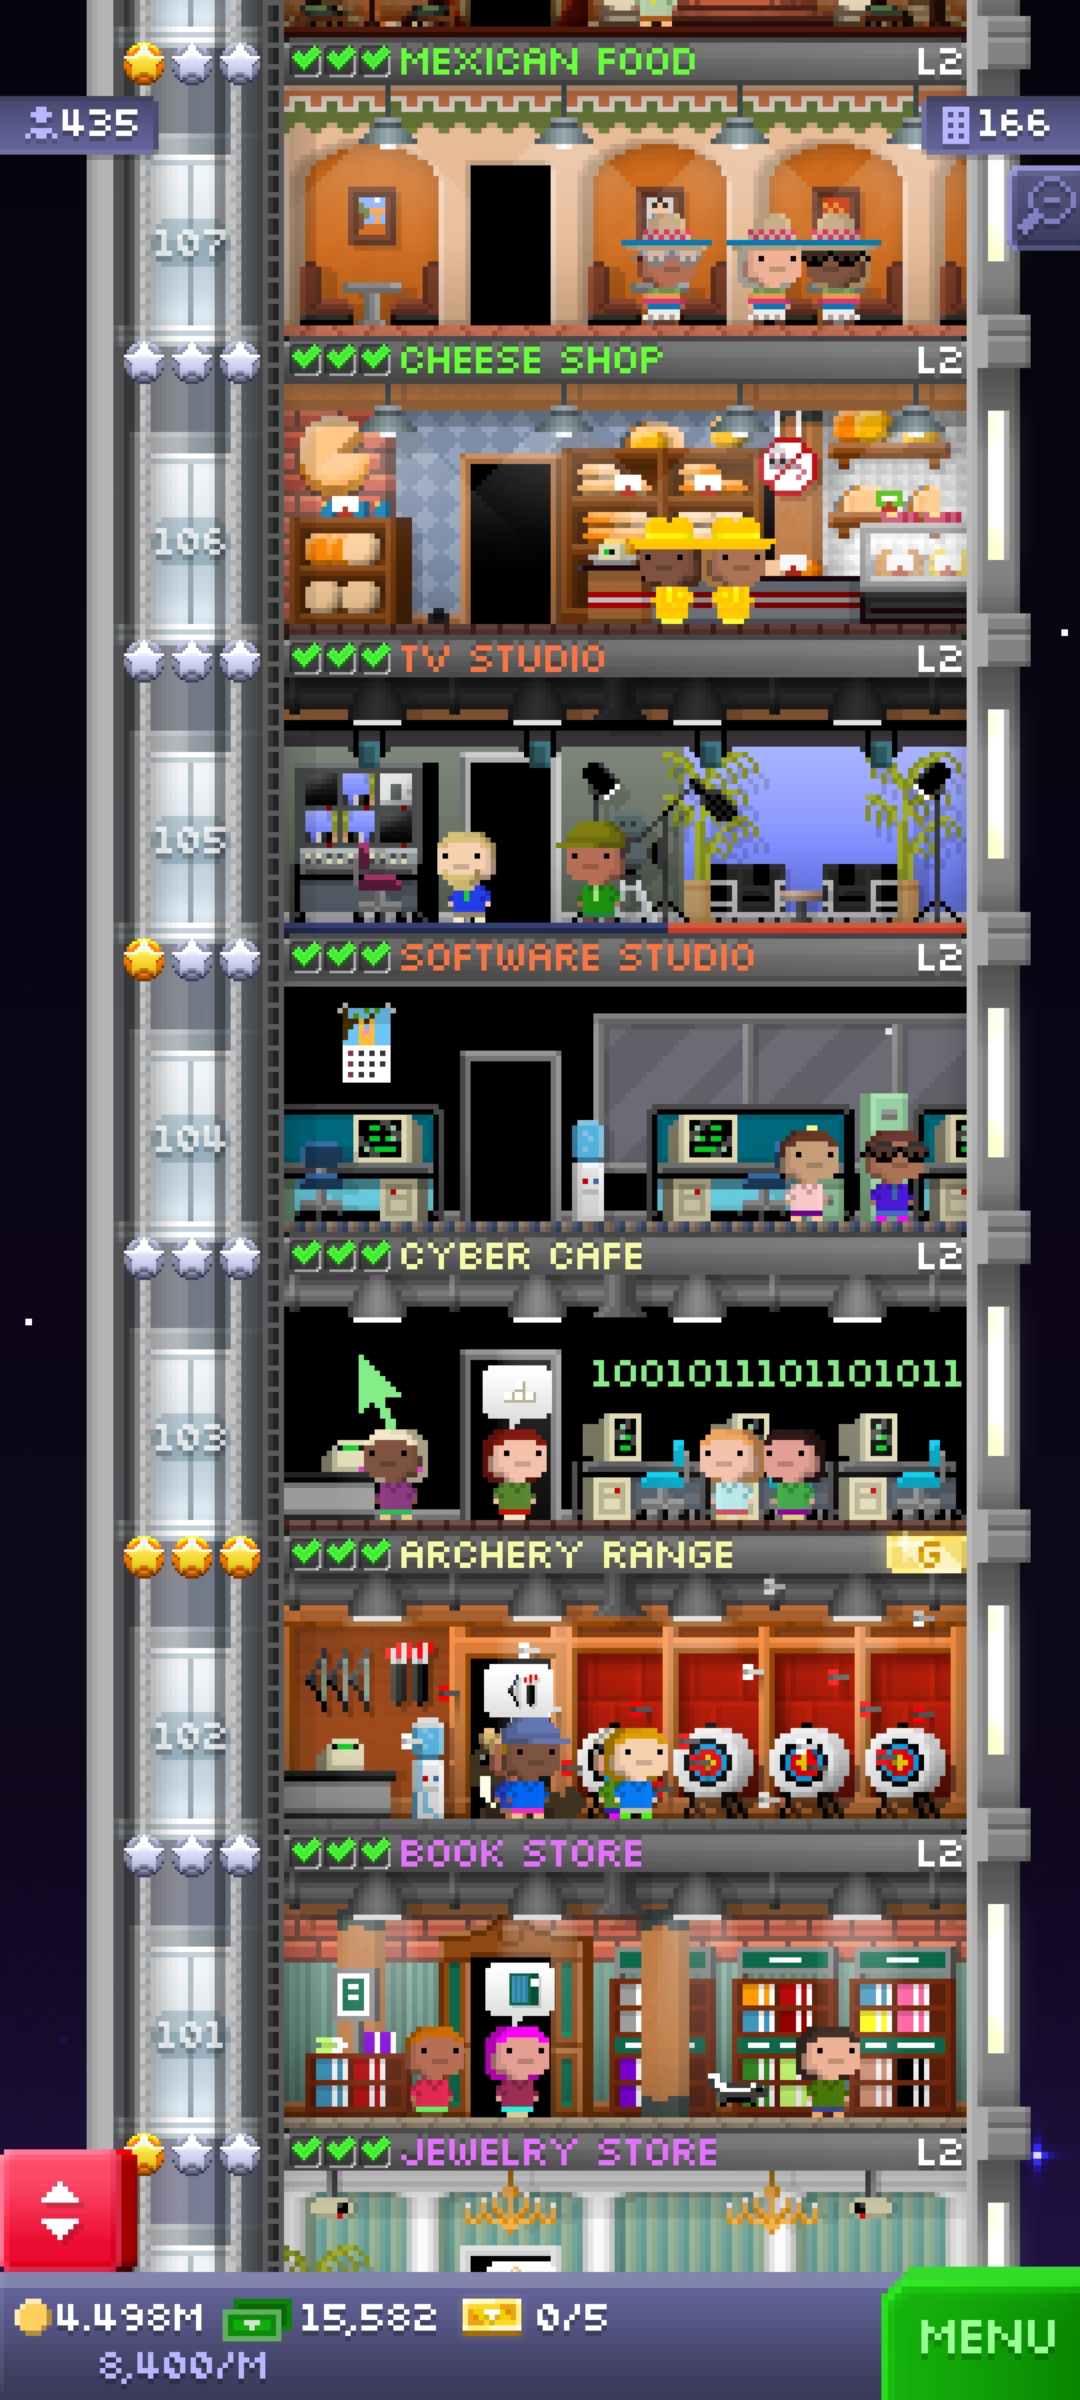 MEXICAN FOOD L2
435
166
107
CHEESE SHOP L2
106
TV STUDIO L2
105
SOFTWARE STUDIO L2
104
CYBER CAFE L2
1001011101101011
103
ARCHERY RANGE G
102
BOOK STORE L2
101
JEWELRY STORE L2
4.498M 15,582 0/5
8,400/M
MENU